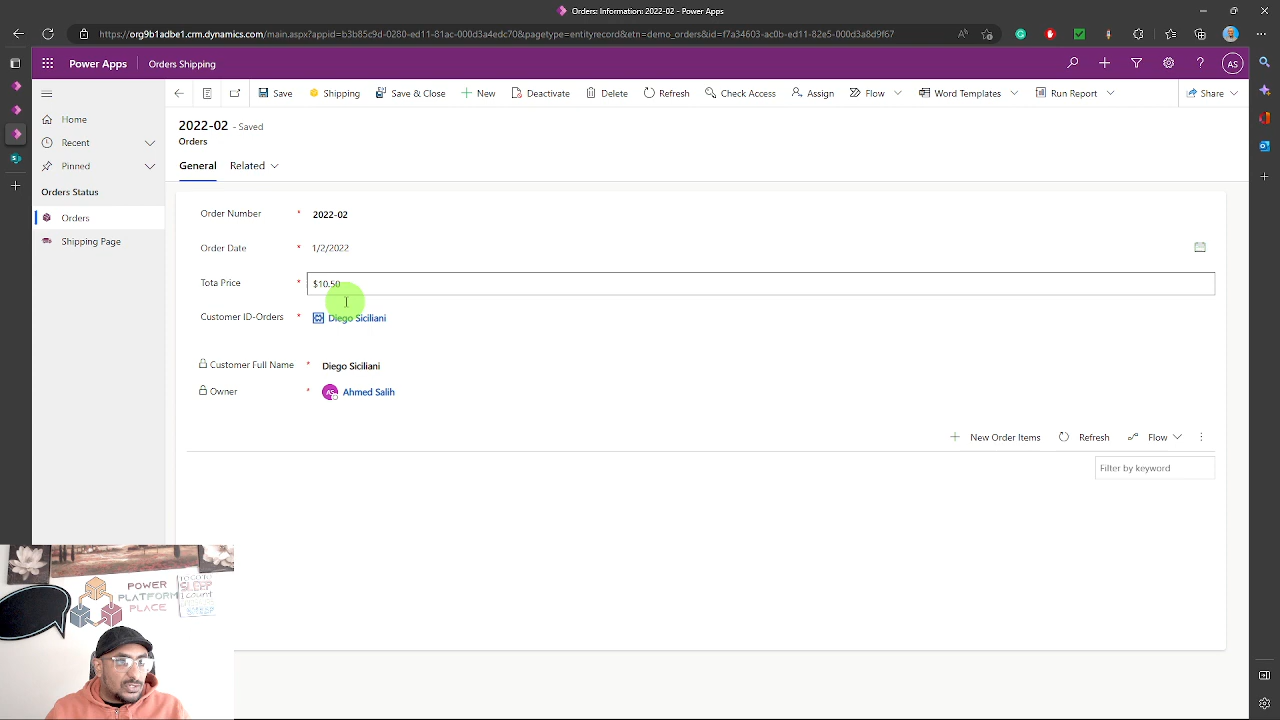 Orders Information: 2022-02 - Power Apps
https://org9b1adbe1.crm.dynamics.com/main.aspx?appid=e3b85c9d-0280-ed11-81ac-000d3a4edc70&pagetype=entityrecord&etn=demo_orders&id=f7a34603-ac0b-ed11-82e5-000d3a8d9f67
Power Apps Orders Shipping AS
Save Shipping Save & Close New Deactivate Delete Refresh Check Access Assign Flow Word Templates Run Report Share
Home
Recent
Pinned
Orders Status
Orders
Shipping Page
2022-02 - Saved
Orders
General Related
Order Number * 2022-02
Order Date * 1/2/2022
Tota Price * $10.50
Customer ID-Orders * Diego Siciliani
Customer Full Name * Diego Siciliani
Owner * AS Ahmed Salih
New Order Items Refresh Flow
Filter by keyword
POWER
PLATFORM
PLACE